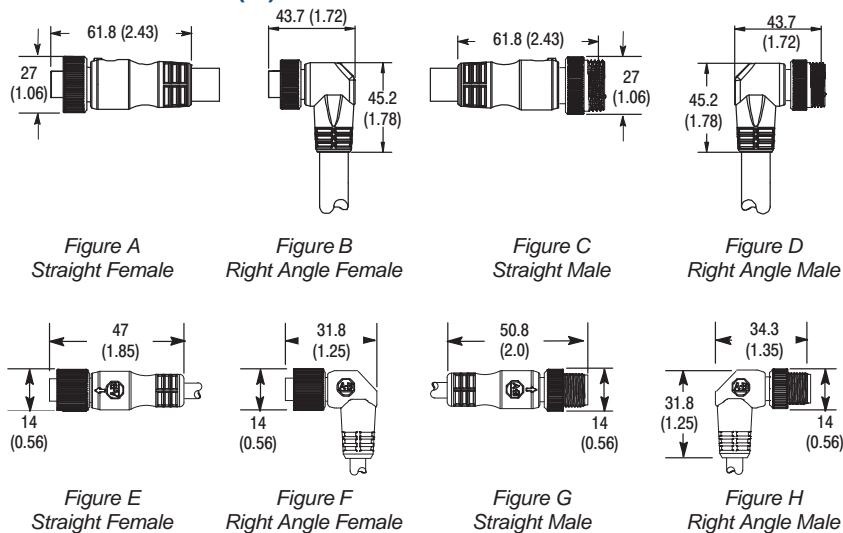 61.8 (2.43)
27
(1.06)
Figure A
Straight Female
43.7 (1.72)
45.2
(1.78)
Figure B
Right Angle Female
61.8 (2.43)
27
(1.06)
Figure C
Straight Male
43.7
(1.72)
45.2
(1.78)
Figure D
Right Angle Male
47
(1.85)
14
(0.56)
Figure E
Straight Female
31.8
(1.25)
14
(0.56)
Figure F
Right Angle Female
50.8
(2.0)
14
(0.56)
Figure G
Straight Male
34.3
(1.35)
31.8
(1.25)
14
(0.56)
Figure H
Right Angle Male